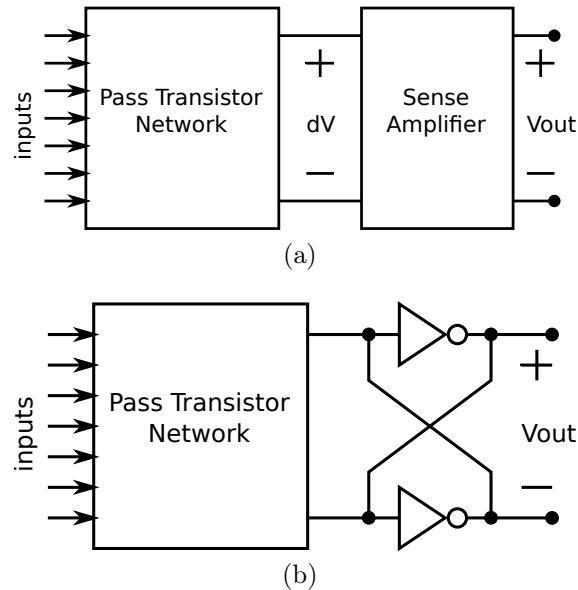 inputs
Pass Transistor
Network
+
dV
−
Sense
Amplifier
+
Vout
−
(a)
inputs
Pass Transistor
Network
+
Vout
−
(b)